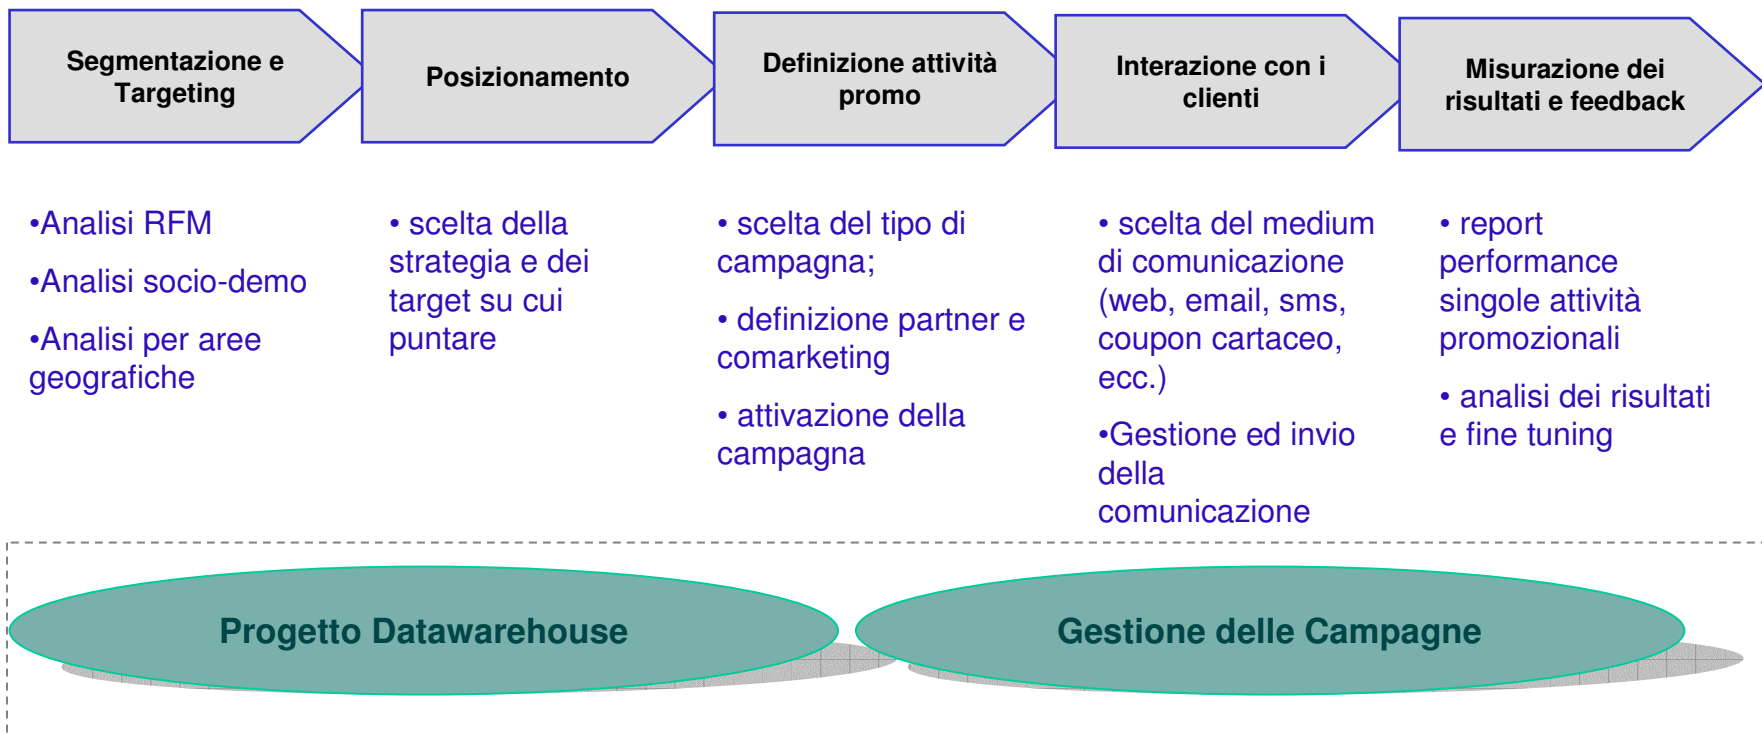 Segmentazione e
Targeting
Posizionamento
Definizione attività
promo
Interazione con i
clienti
Misurazione dei
risultati e feedback
•Analisi RFM
•Analisi socio-demo
•Analisi per aree
geografiche
• scelta della
strategia e dei
target su cui
puntare
• scelta del tipo di
campagna;
• definizione partner e
comarketing
• attivazione della
campagna
• scelta del medium
di comunicazione
(web, email, sms,
coupon cartaceo,
ecc.)
•Gestione ed invio
della
comunicazione
• report
performance
singole attività
promozionali
• analisi dei risultati
e fine tuning
Progetto Datawarehouse
Gestione delle Campagne